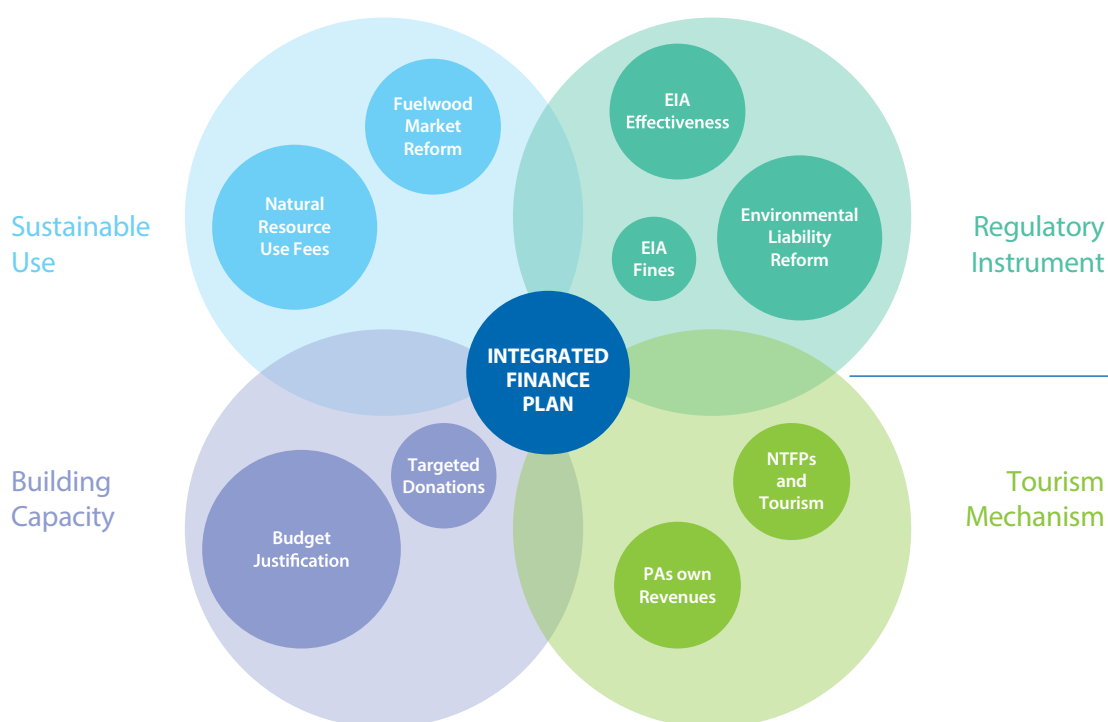 Fuelwood
Market
Reform
EIA
Effectiveness
Natural
Resource
Use Fees
Sustainable
Use
EIA
Fines
Environmental
Liability
Reform
Regulatory
Instrument
INTEGRATED
FINANCE
PLAN
Building
Capacity
Targeted
Donations
Budget
Justification
NTFPs
and
Tourism
PAs own
Revenues
Tourism
Mechanism